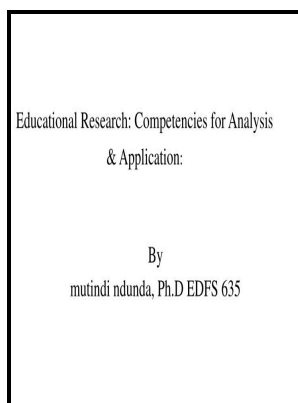 Educational Research: Competencies for Analysis
& Application:
By
mutindi ndunda, Ph.D EDFS 635